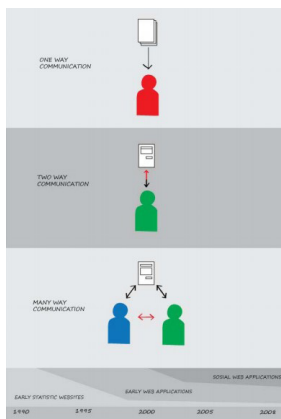 ONE WAY
COMMUNICATION
TWO WAY
COMMUNICATION
MANY WAY
COMMUNICATION
SOCIAL WEB APPLICATIONS
EARLY STATISTIC WEBSITES
EARLY WEB APPLICATIONS
1990 1995 2000 2005 2008